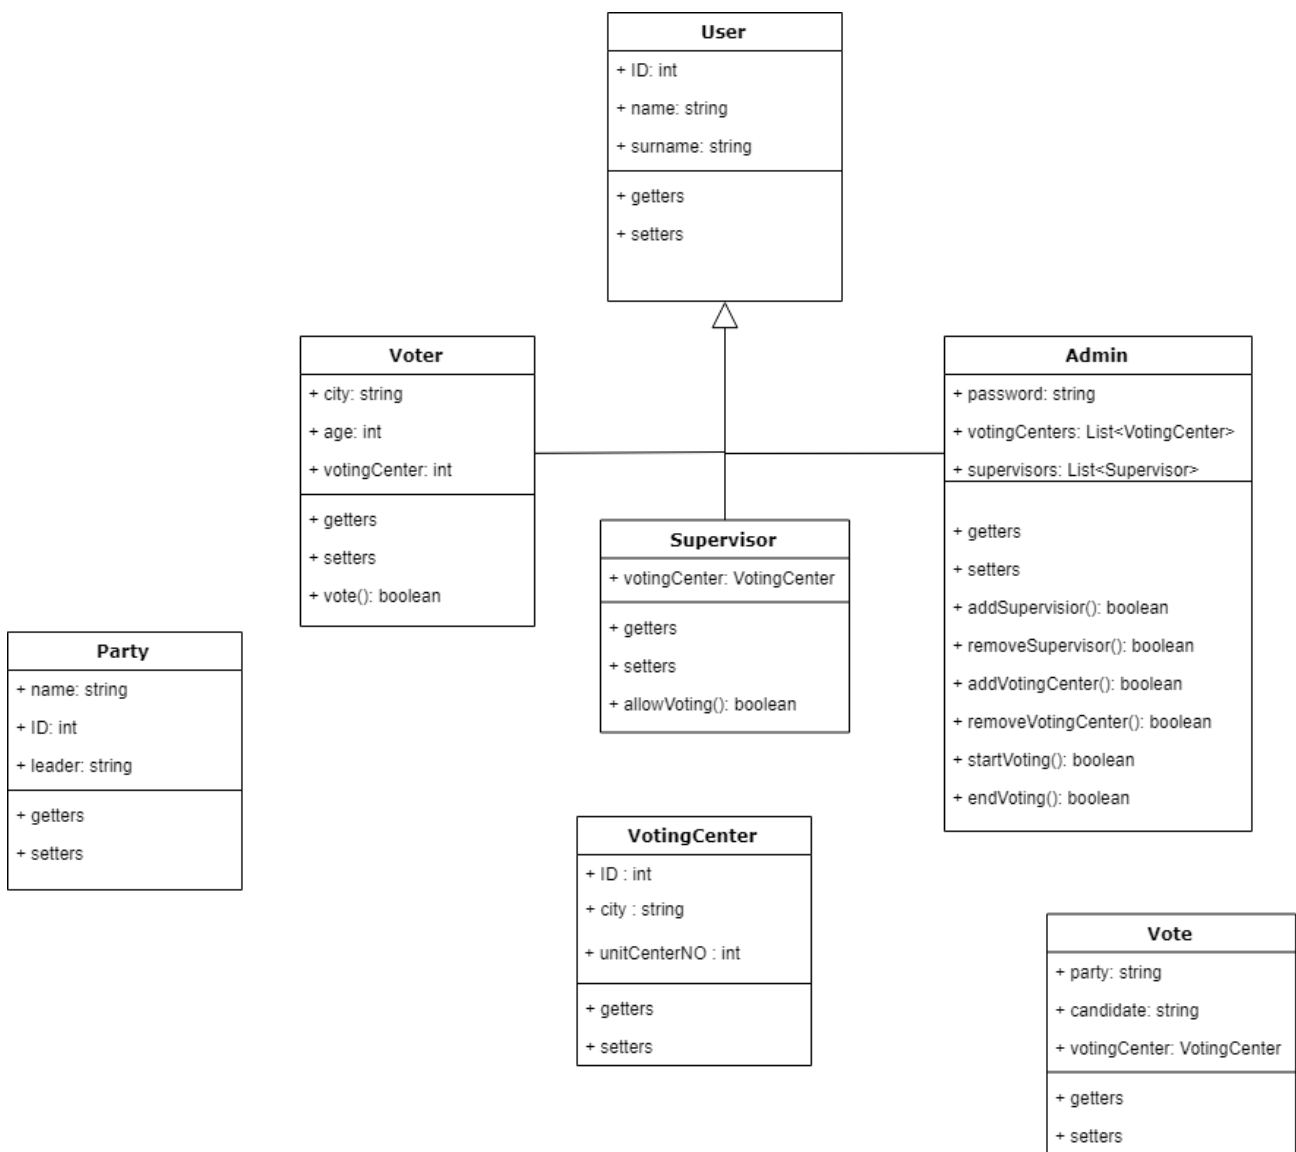 User
+ ID: int
+ name: string
+ surname: string
+ getters
+ setters
Voter
+ city: string
+ age: int
+ votingCenter: int
+ getters
+ setters
+ vote(): boolean
Admin
+ password: string
+ votingCenters: List<VotingCenter>
+ supervisors: List<Supervisor>
+ getters
+ setters
+ addSupervisior(): boolean
+ removeSupervisor(): boolean
+ addVotingCenter(): boolean
+ removeVotingCenter(): boolean
+ startVoting(): boolean
+ endVoting(): boolean
Supervisor
+ votingCenter: VotingCenter
+ getters
+ setters
+ allowVoting(): boolean
Party
+ name: string
+ ID: int
+ leader: string
+ getters
+ setters
VotingCenter
+ ID : int
+ city : string
+ unitCenterNO : int
+ getters
+ setters
Vote
+ party: string
+ candidate: string
+ votingCenter: VotingCenter
+ getters
+ setters